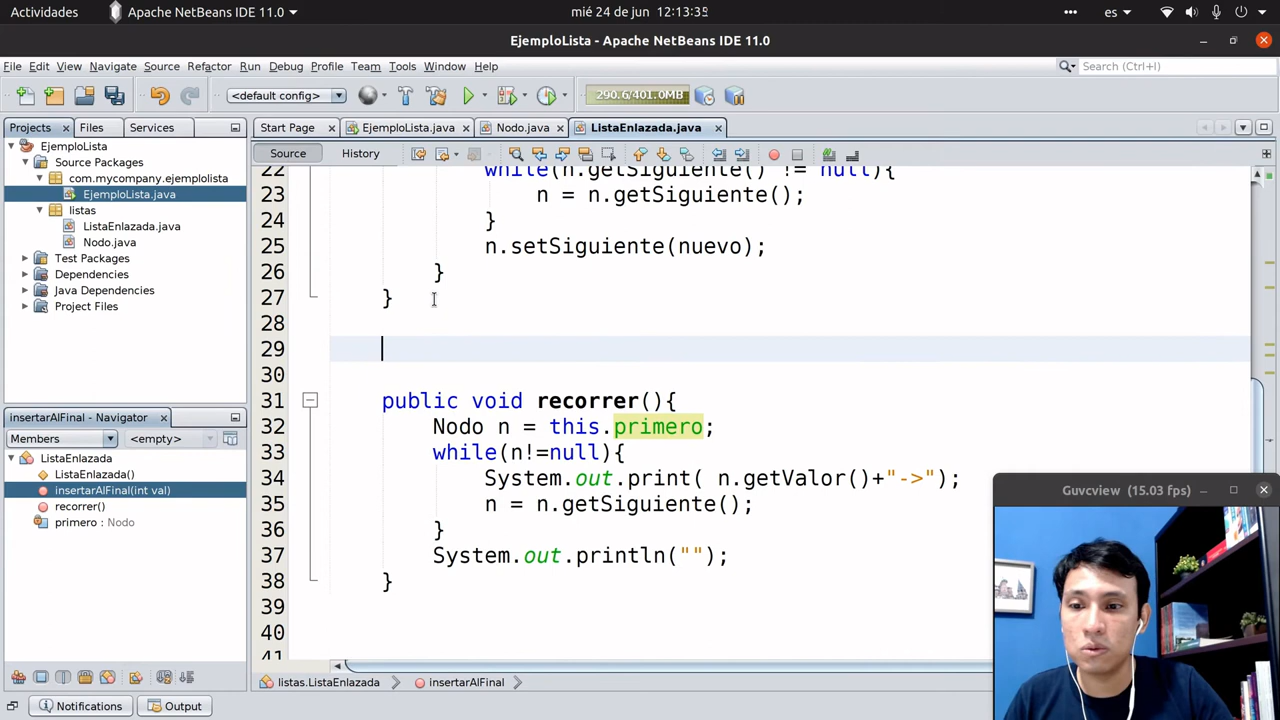 Actividades
Apache NetBeans IDE 11.0
mié 24 de jun 12:13:35
es
EjemploLista - Apache NetBeans IDE 11.0
File Edit View Navigate Source Refactor Run Debug Profile Team Tools Window Help
Search (Ctrl+I)
<default config>
290.6/401.0MB
Projects
Files
Services
Start Page
EjemploLista.java
Nodo.java
ListaEnlazada.java
EjemploLista
Source Packages
com.mycompany.ejemplolista
EjemploLista.java
listas
ListaEnlazada.java
Nodo.java
Test Packages
Dependencies
Java Dependencies
Project Files
insertarAlFinal - Navigator
Members
<empty>
ListaEnlazada
ListaEnlazada()
insertarAlFinal(int val)
recorrer()
primero : Nodo
Source
History
22 while(n.getSiguiente() != null){
23 n = n.getSiguiente();
24 }
25 n.setSiguiente(nuevo);
26 }
27 }
28
29
30
31 public void recorrer(){
32 Nodo n = this.primero;
33 while(n!=null){
34 System.out.print( n.getValor()+"->");
35 n = n.getSiguiente();
36 }
37 System.out.println("");
38 }
39
40
41
listas.ListaEnlazada
insertarAlFinal
Notifications
Output
Guvcview (15.03 fps)